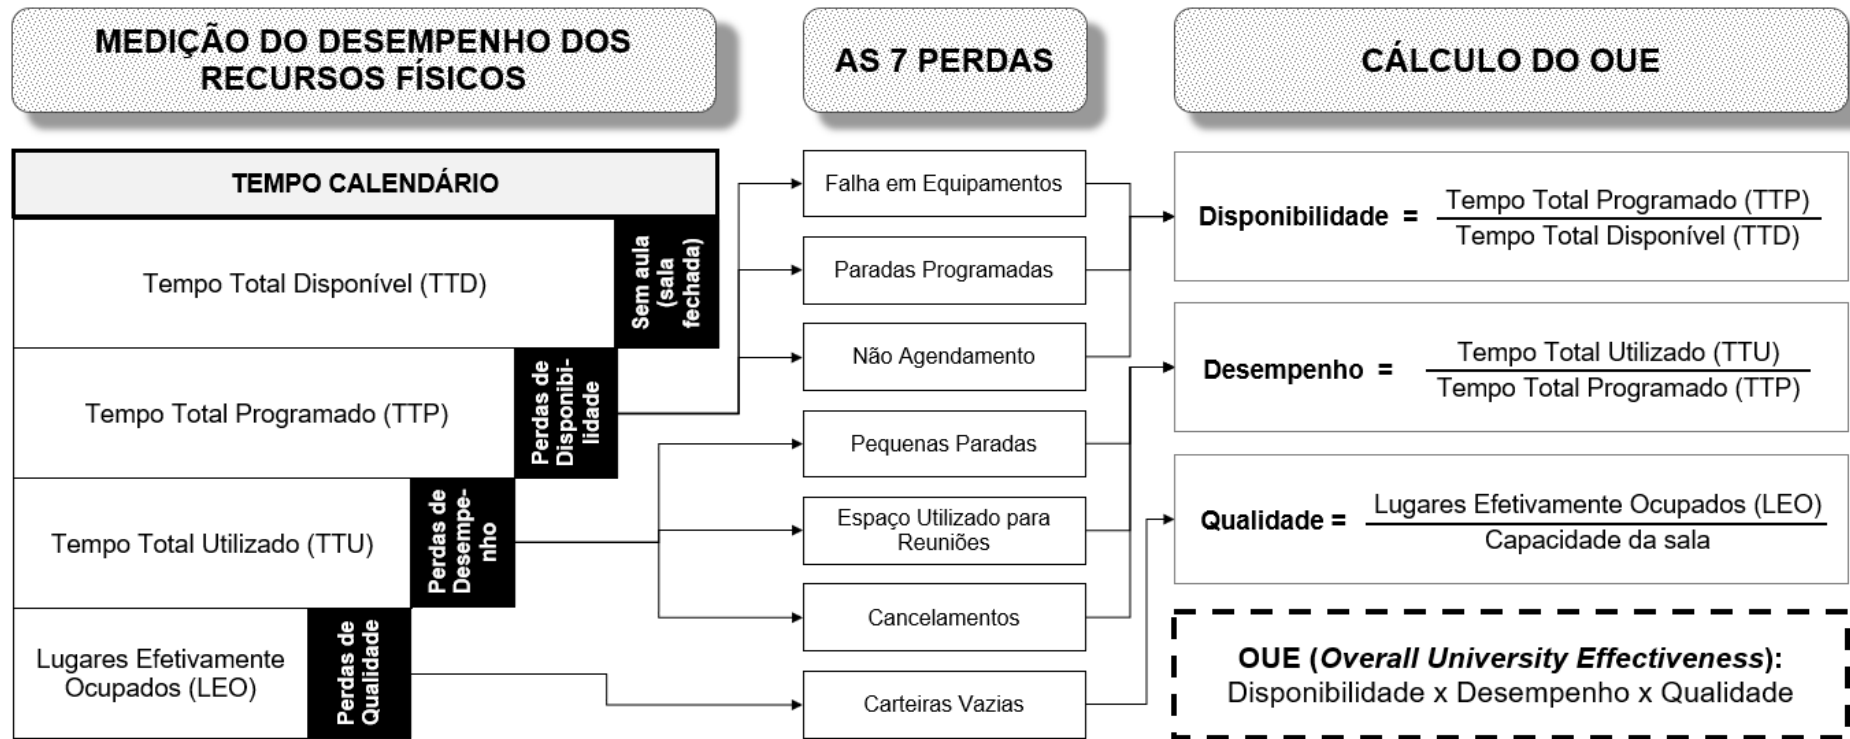 MEDIÇÃO DO DESEMPENHO DOS
RECURSOS FÍSICOS
AS 7 PERDAS
CÁLCULO DO OUE
TEMPO CALENDÁRIO
Tempo Total Disponível (TTD)
Sem aula
(sala
fechada)
Tempo Total Programado (TTP)
Perdas de
Disponibi-
lidade
Tempo Total Utilizado (TTU)
Perdas de
Desempe-
nho
Lugares Efetivamente
Ocupados (LEO)
Perdas de
Qualidade
Falha em Equipamentos
Paradas Programadas
Não Agendamento
Pequenas Paradas
Espaço Utilizado para
Reuniões
Cancelamentos
Carteiras Vazias
Disponibilidade =
Tempo Total Programado (TTP)
Tempo Total Disponível (TTD)
Desempenho =
Tempo Total Utilizado (TTU)
Tempo Total Programado (TTP)
Qualidade =
Lugares Efetivamente Ocupados (LEO)
Capacidade da sala
OUE (Overall University Effectiveness):
Disponibilidade x Desempenho x Qualidade